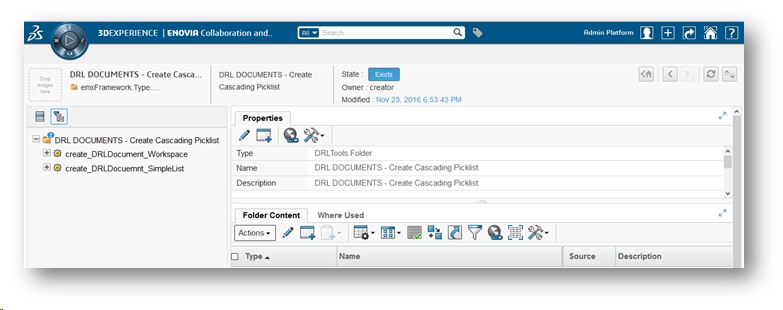 3DEXPERIENCE | ENOVIA Collaboration and..
All
Search
Admin Platform
Drop images here
DRL DOCUMENTS - Create Casca...
emxFramework.Type....
DRL DOCUMENTS - Create
Cascading Picklist
State : Exists
Owner : creator
Modified : Nov 23, 2016 6:53:43 PM
DRL DOCUMENTS - Create Cascading Picklist
create_DRLDocument_Workspace
create_DRLDocuemnt_SimpleList
Properties
Type DRLTools Folder
Name DRL DOCUMENTS - Create Cascading Picklist
Description DRL DOCUMENTS - Create Cascading Picklist
Folder Content Where Used
Actions
Type Name Source Description